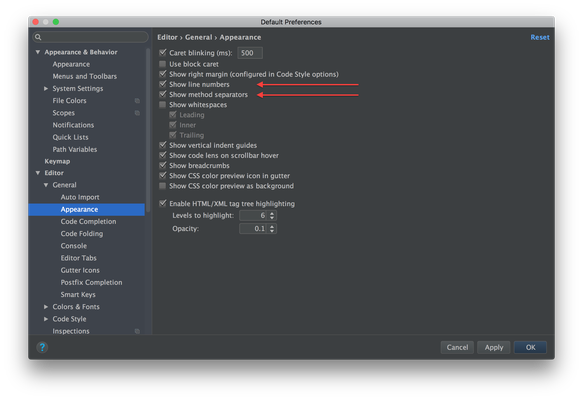 Default Preferences
Editor › General › Appearance
Reset
Appearance & Behavior
Appearance
Menus and Toolbars
System Settings
File Colors
Scopes
Notifications
Quick Lists
Path Variables
Keymap
Editor
General
Auto Import
Appearance
Code Completion
Code Folding
Console
Editor Tabs
Gutter Icons
Postfix Completion
Smart Keys
Colors & Fonts
Code Style
Inspections
Caret blinking (ms): 500
Use block caret
Show right margin (configured in Code Style options)
Show line numbers
Show method separators
Show whitespaces
Leading
Inner
Trailing
Show vertical indent guides
Show code lens on scrollbar hover
Show breadcrumbs
Show CSS color preview icon in gutter
Show CSS color preview as background
Enable HTML/XML tag tree highlighting
Levels to highlight: 6
Opacity: 0.1
?
Cancel
Apply
OK